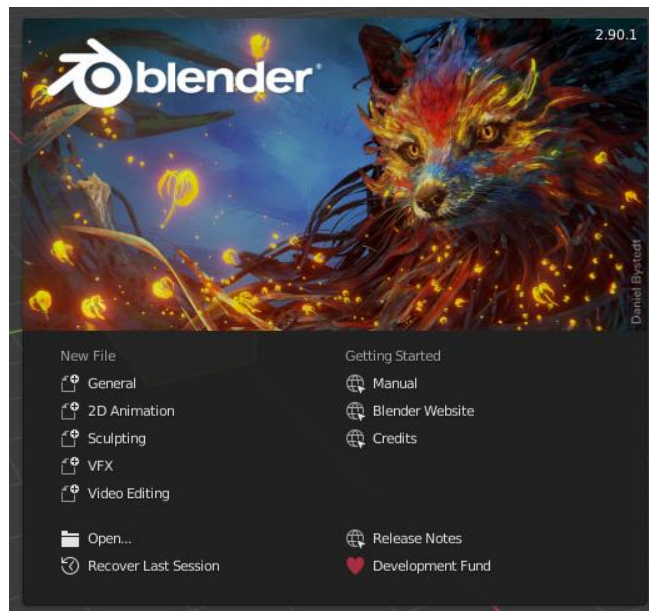 2.90.1
blender
Daniel Bystedt
New File
General
2D Animation
Sculpting
VFX
Video Editing
Open...
Recover Last Session
Getting Started
Manual
Blender Website
Credits
Release Notes
Development Fund